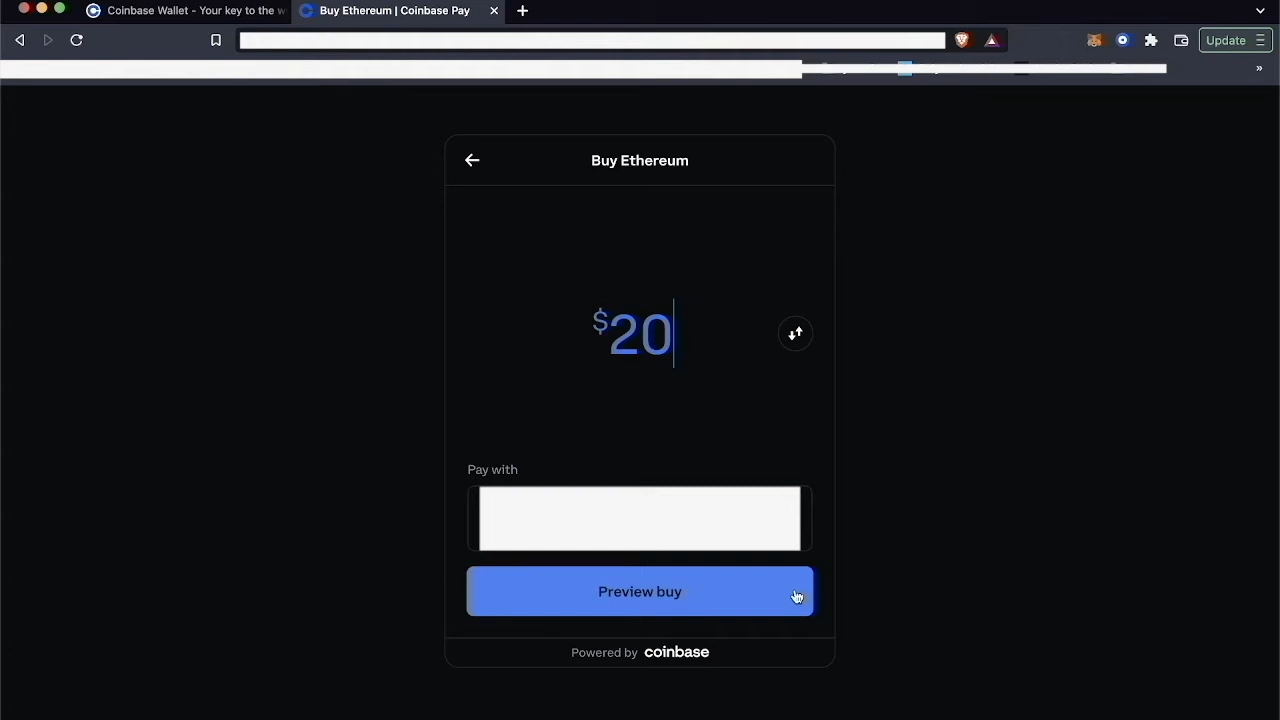 Coinbase Wallet - Your key to the w
Buy Ethereum | Coinbase Pay
Update
Buy Ethereum
$20
Pay with
Preview buy
Powered by coinbase